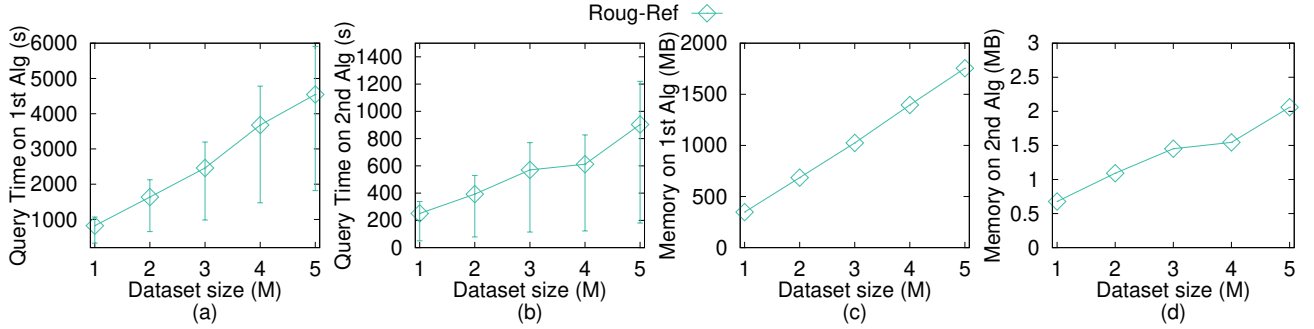 Roug-Ref
Query Time on 1st Alg (s)
6000
5000
4000
3000
2000
1000
1 2 3 4 5
Dataset size (M)
(a)
Query Time on 2nd Alg (s)
1400
1200
1000
800
600
400
200
0
1 2 3 4 5
Dataset size (M)
(b)
Memory on 1st Alg (MB)
2000
1500
1000
500
0
1 2 3 4 5
Dataset size (M)
(c)
Memory on 2nd Alg (MB)
3
2.5
2
1.5
1
0.5
0
1 2 3 4 5
Dataset size (M)
(d)